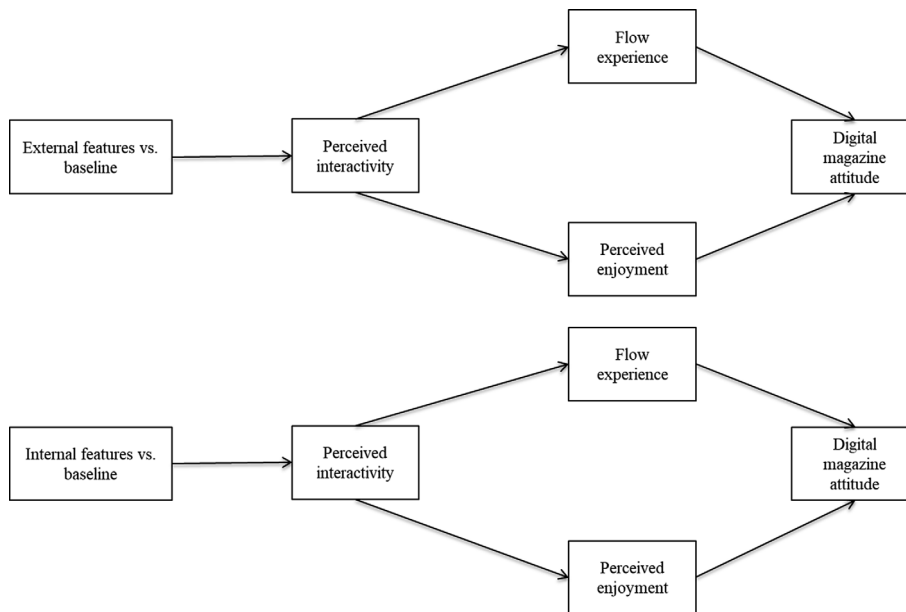 Flow
experience
External features vs.
baseline
Perceived
interactivity
Digital
magazine
attitude
Perceived
enjoyment
Flow
experience
Internal features vs.
baseline
Perceived
interactivity
Digital
magazine
attitude
Perceived
enjoyment